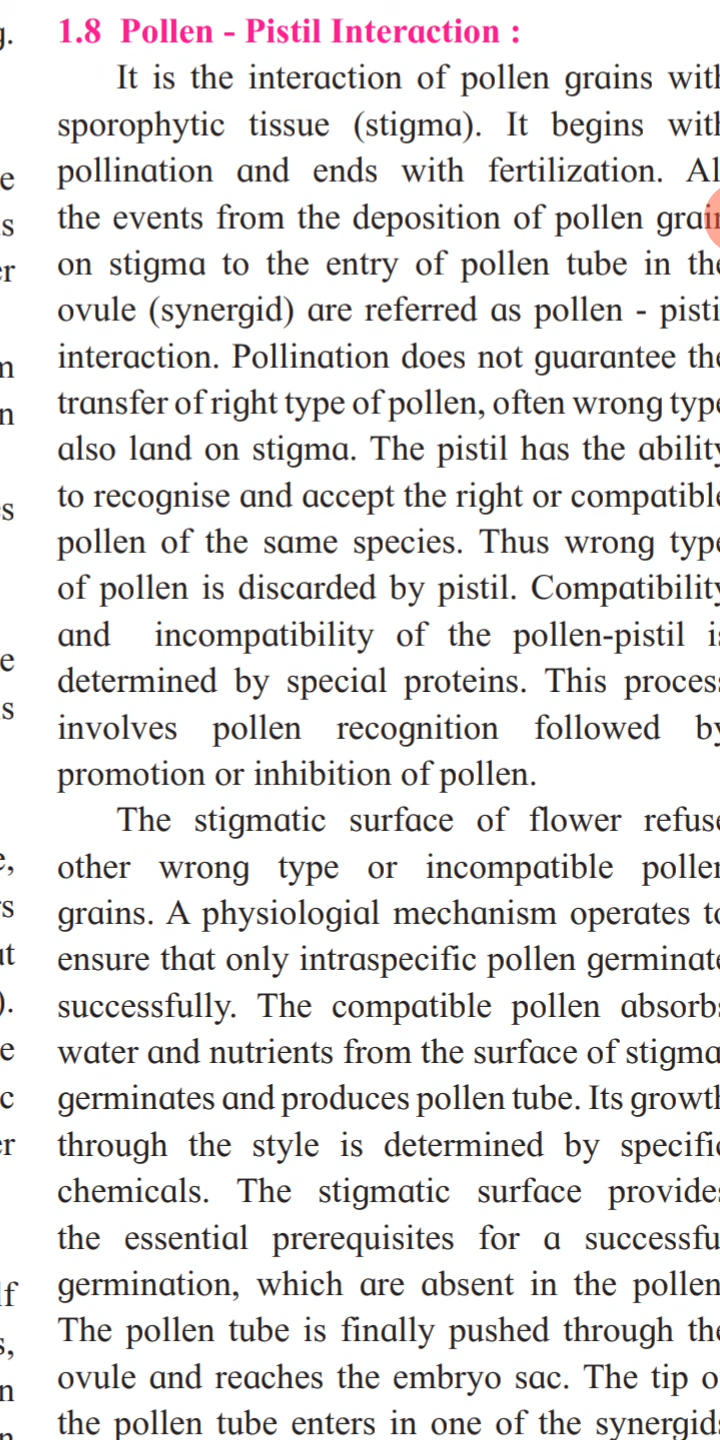 1.8 Pollen - Pistil Interaction :
It is the interaction of pollen grains with
sporophytic tissue (stigma). It begins with
pollination and ends with fertilization. All
the events from the deposition of pollen grain
on stigma to the entry of pollen tube in the
ovule (synergid) are referred as pollen - pisti
interaction. Pollination does not guarantee the
transfer of right type of pollen, often wrong type
also land on stigma. The pistil has the ability
to recognise and accept the right or compatible
pollen of the same species. Thus wrong type
of pollen is discarded by pistil. Compatibility
and incompatibility of the pollen-pistil is
determined by special proteins. This process
involves pollen recognition followed by
promotion or inhibition of pollen.
The stigmatic surface of flower refuse
other wrong type or incompatible pollen
grains. A physiologial mechanism operates to
ensure that only intraspecific pollen germinate
successfully. The compatible pollen absorbs
water and nutrients from the surface of stigma
germinates and produces pollen tube. Its growth
through the style is determined by specific
chemicals. The stigmatic surface provides
the essential prerequisites for a successfu
germination, which are absent in the pollen
The pollen tube is finally pushed through the
ovule and reaches the embryo sac. The tip o
the pollen tube enters in one of the synergids